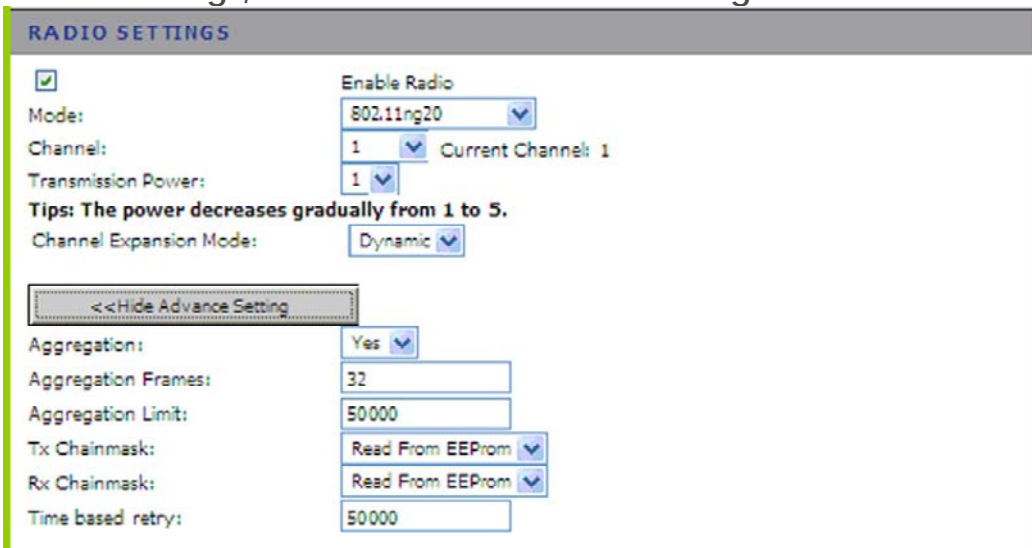 RADIO SETTINGS
Enable Radio
Mode: 802.11ng20
Channel: 1 Current Channel: 1
Transmission Power: 1
Tips: The power decreases gradually from 1 to 5.
Channel Expansion Mode: Dynamic
<<Hide Advance Setting
Aggregation: Yes
Aggregation Frames: 32
Aggregation Limit: 50000
Tx Chainmask: Read From EEProm
Rx Chainmask: Read From EEProm
Time based retry: 50000